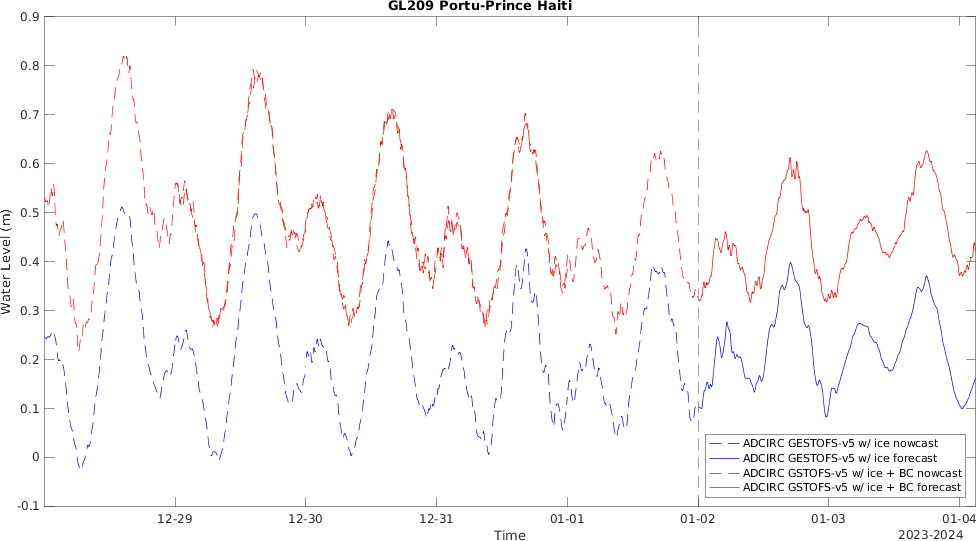 GL209 Portu-Prince Haiti
0.9
0.8
0.7
0.6
0.5
0.4
0.3
0.2
0.1
0
-0.1
Water Level (m)
ADCIRC GESTOFS-v5 w/ ice nowcast
ADCIRC GESTOFS-v5 w/ ice forecast
ADCIRC GSTOFS-v5 w/ ice + BC nowcast
ADCIRC GSTOFS-v5 w/ ice + BC forecast
12-29 12-30 12-31 01-01 01-02 01-03 01-04
Time
2023-2024